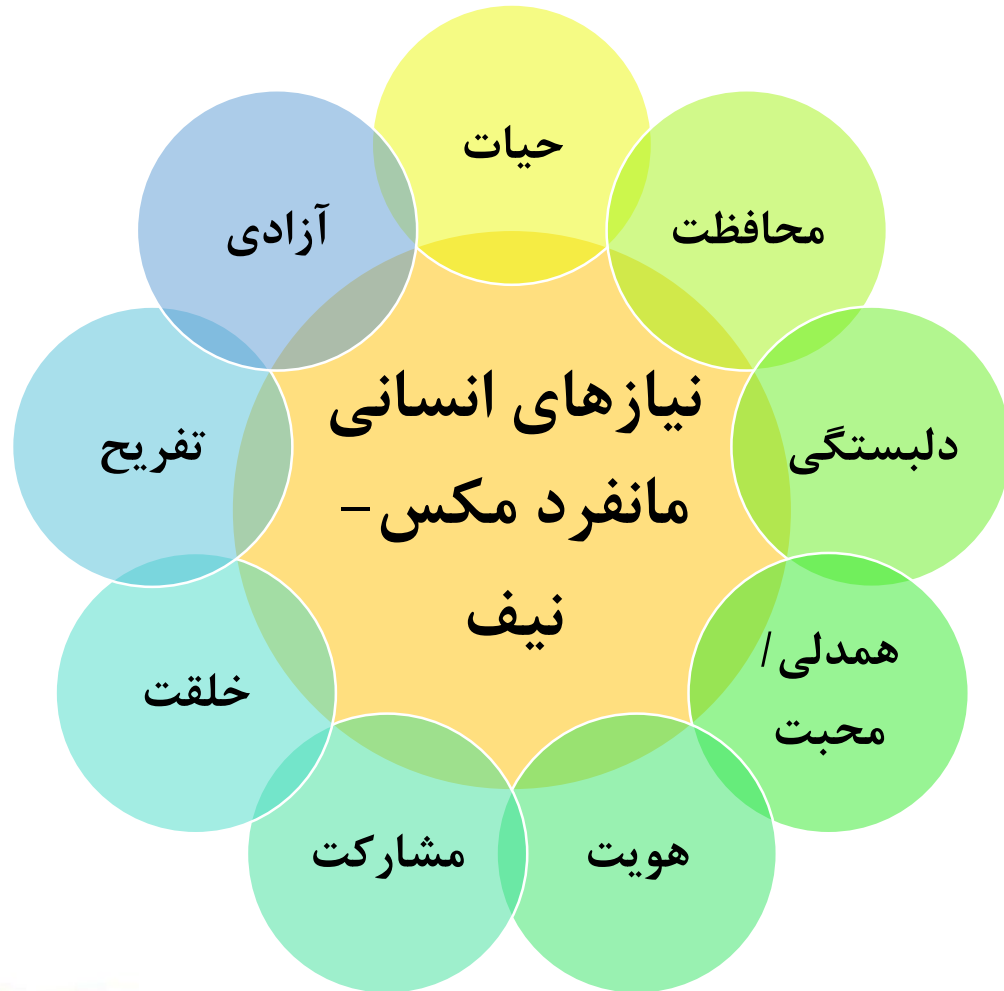 حیات
محافظت
دلبستگی
همدلی/
محبت
هویت
مشارکت
خلقت
تفریح
آزادی
نیازهای انسانی
مانفرد مکس-
نیف